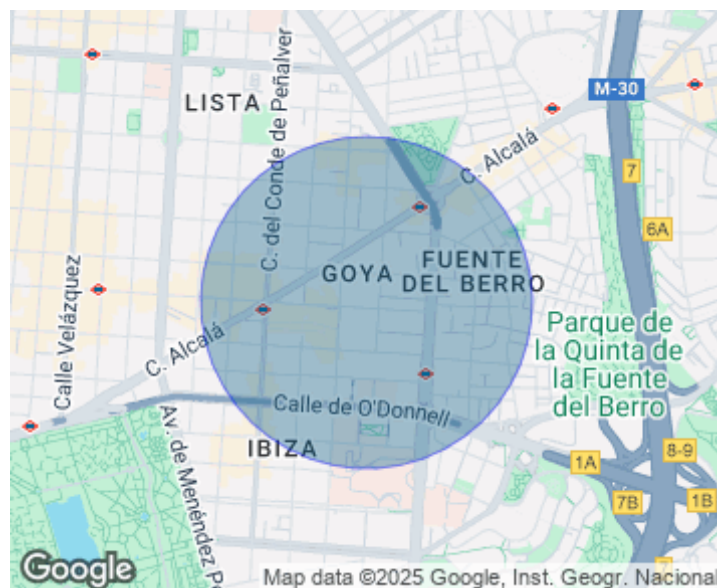 LISTA
C. del Conde de Peñalver
M-30
C. Alcalá
7
6A
Calle Velázquez
GOYA
FUENTE
DEL BERRO
C. Alcalá
Parque de
la Quinta de
la Fuente
del Berro
Calle de O'Donnell
Av. de Menéndez Pe
IBIZA
1A
8-9
7B
1B
Google
Map data ©2025 Google, Inst. Geogr. Nacional